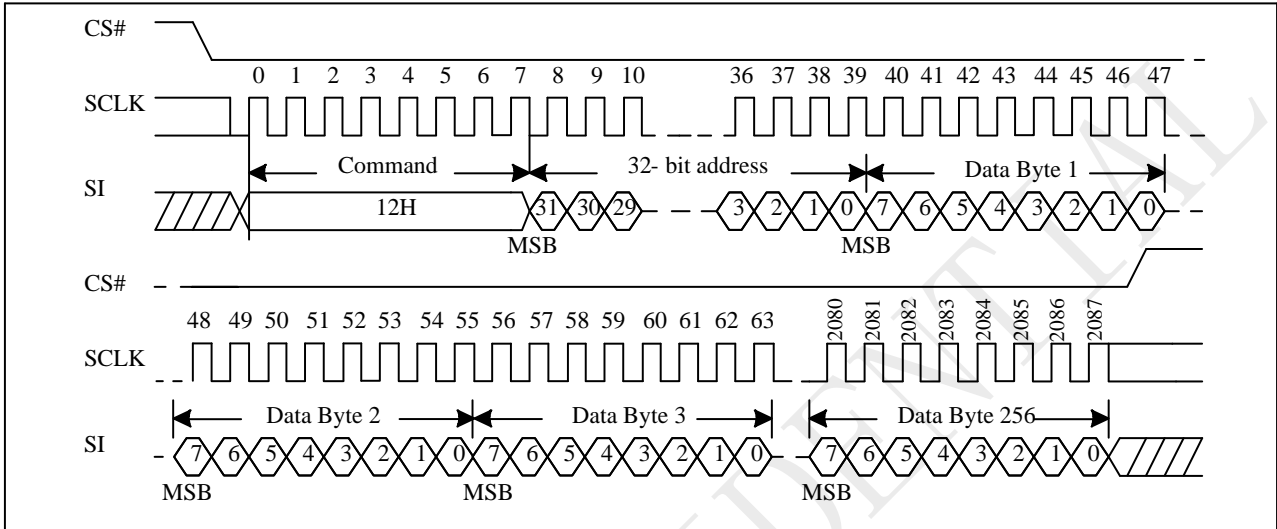 CS#
0 1 2 3 4 5 6 7 8 9 10 36 37 38 39 40 41 42 43 44 45 46 47
SCLK
Command 32- bit address Data Byte 1
SI
12H 31 30 29 3 2 1 0 7 6 5 4 3 2 1 0
MSB MSB
CS#
48 49 50 51 52 53 54 55 56 57 58 59 60 61 62 63 2080 2081 2082 2083 2084 2085 2086 2087
SCLK
Data Byte 2 Data Byte 3 Data Byte 256
SI
7 6 5 4 3 2 1 0 7 6 5 4 3 2 1 0 7 6 5 4 3 2 1 0
MSB MSB MSB
DENTIAL